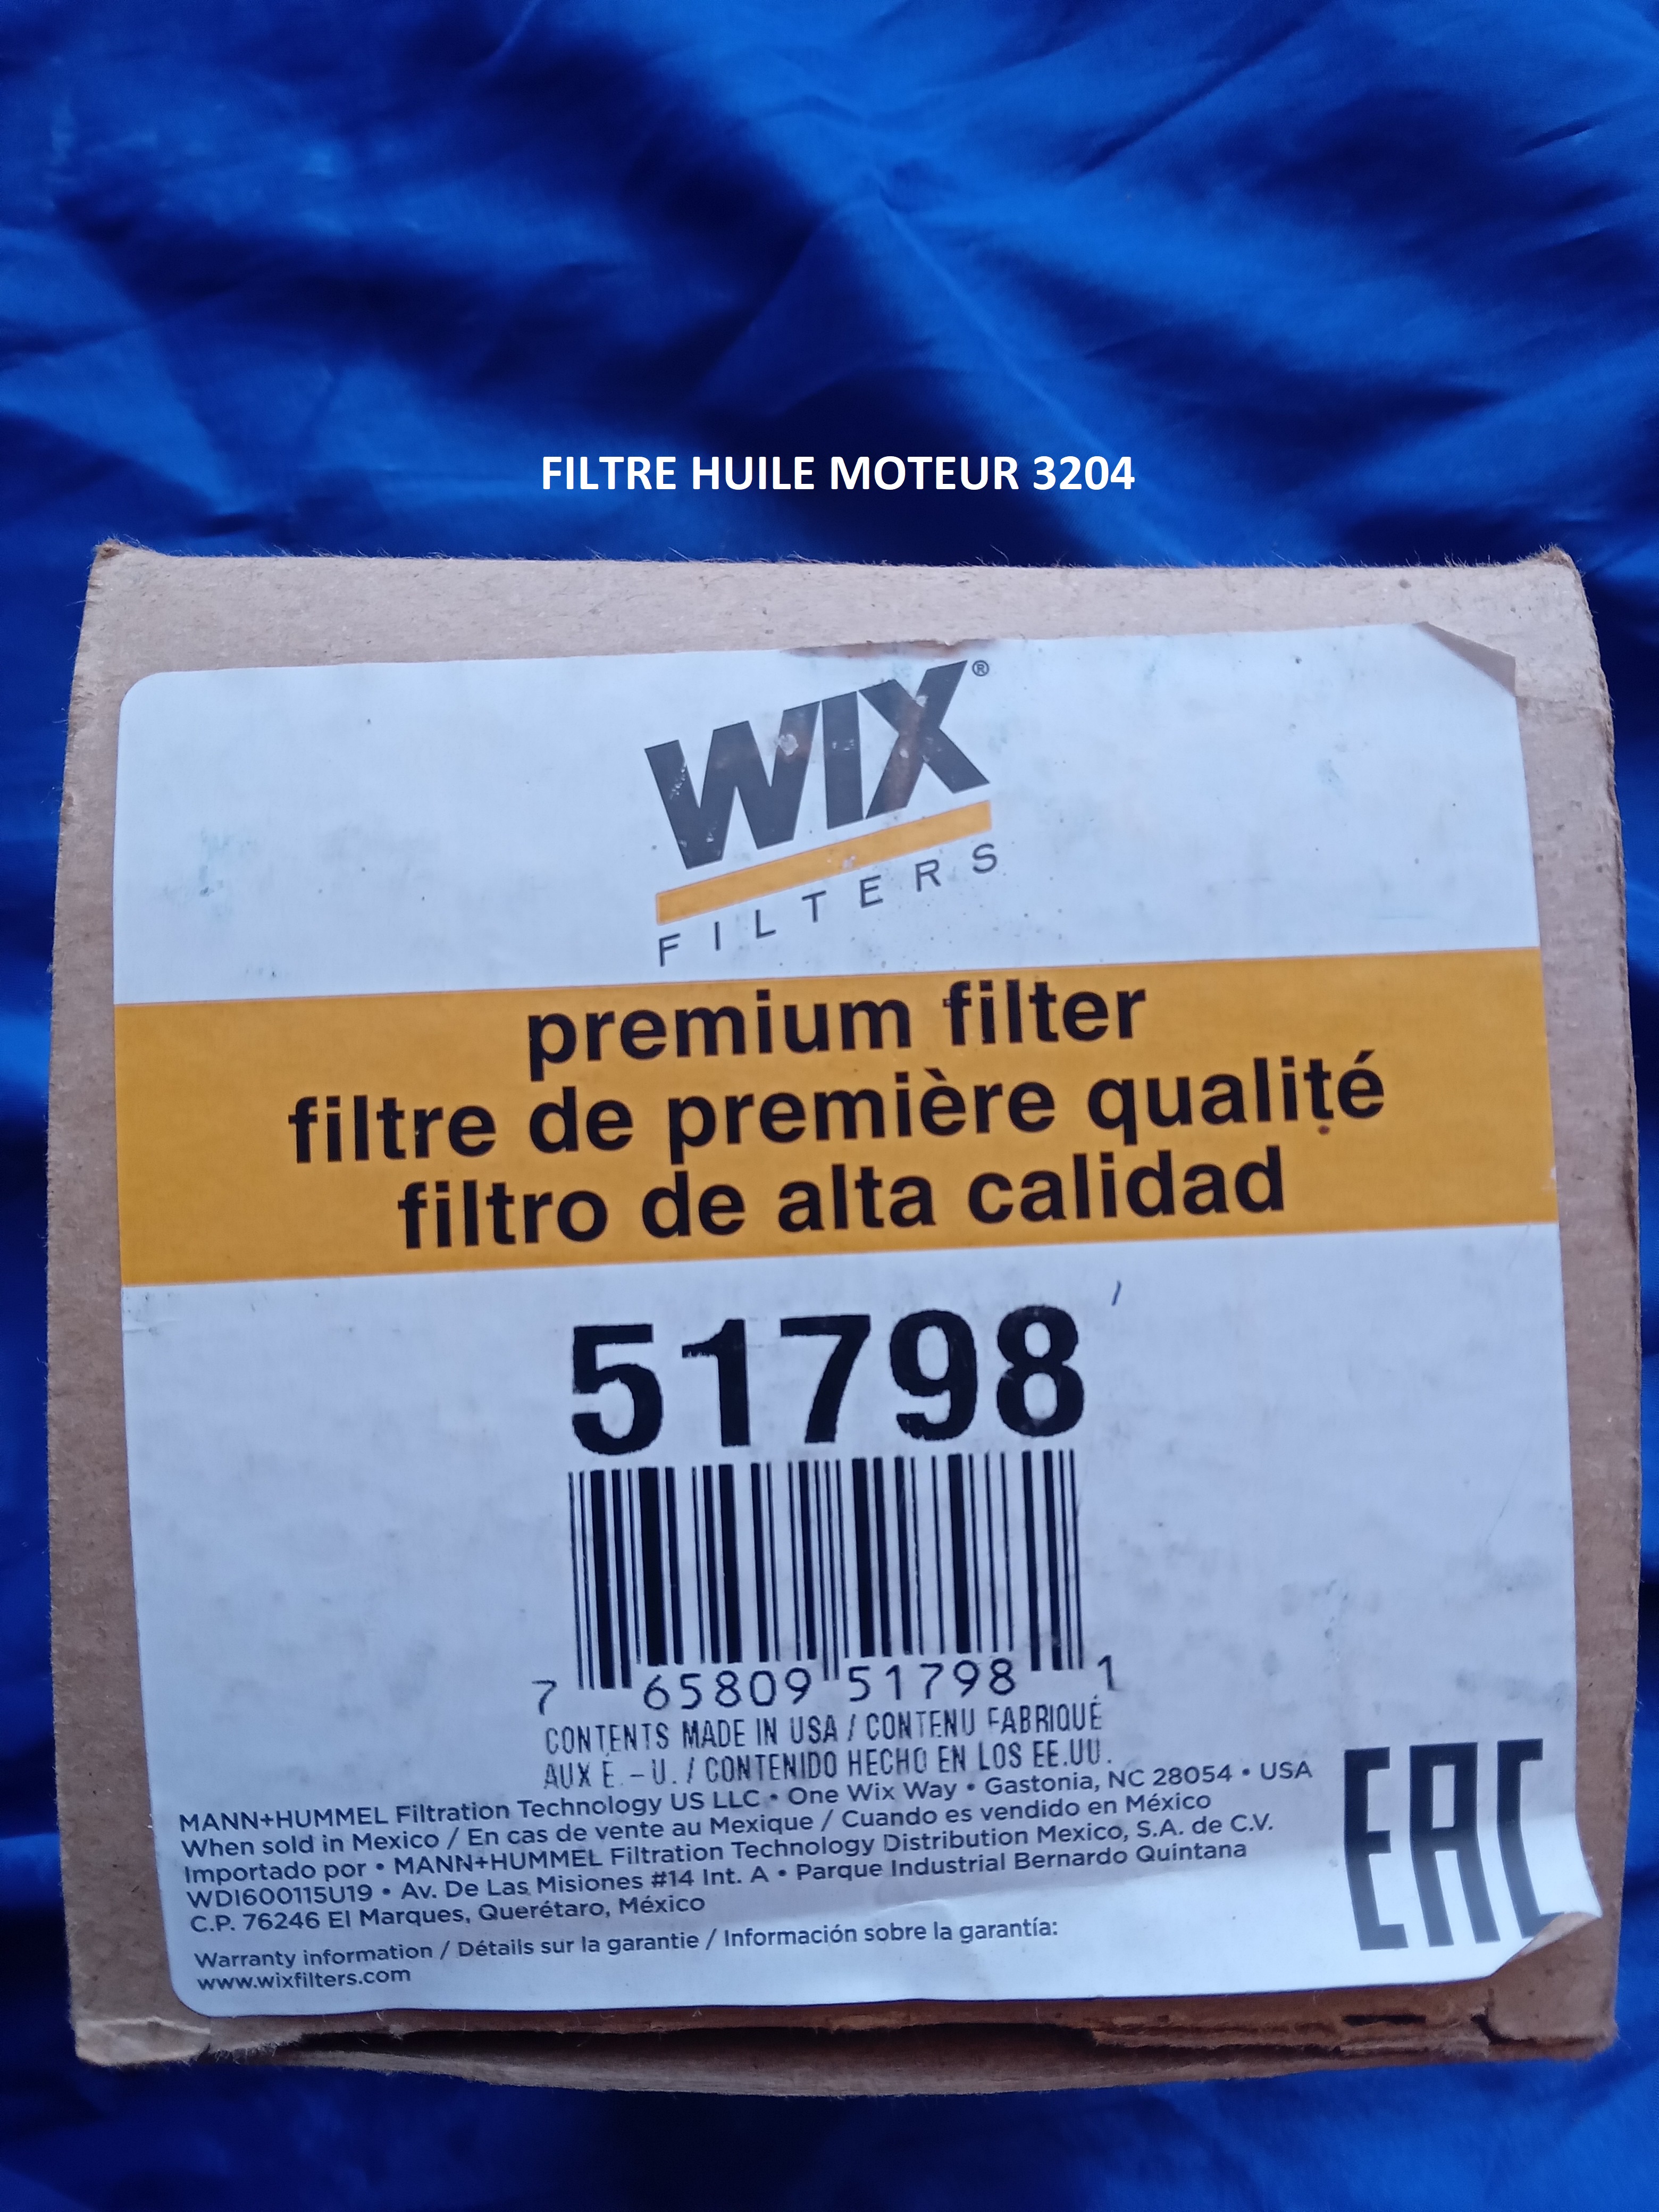 FILTRE HUILE MOTEUR 3204
WIX®
FILTERS
premium filter
filtre de première qualité
filtro de alta calidad
51798
7 65809 51798 1
CONTENTS MADE IN USA / CONTENU FABRIQUÉ
AUX É.-U. / CONTENIDO HECHO EN LOS EE.UU.
MANN+HUMMEL Filtration Technology US LLC • One Wix Way • Gastonia, NC 28054 • USA
When sold in Mexico / En cas de vente au Mexique / Cuando es vendido en México
Importado por • MANN+HUMMEL Filtration Technology Distribution Mexico, S.A. de C.V.
WDI600115U19 • Av. De Las Misiones #14 Int. A • Parque Industrial Bernardo Quintana
C.P. 76246 El Marques, Querétaro, México
Warranty information / Détails sur la garantie / Información sobre la garantía:
www.wixfilters.com
EAC